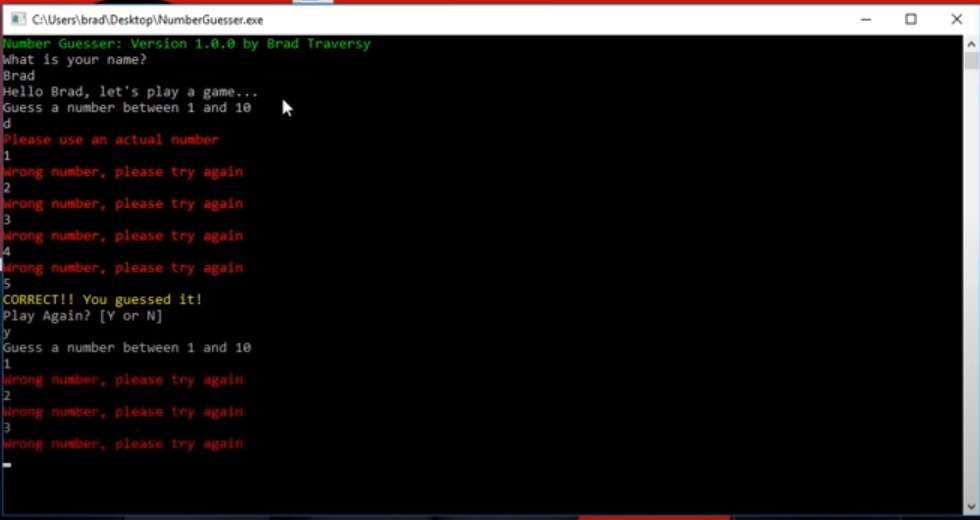 C:\Users\brad\Desktop\NumberGuesser.exe
Number Guesser: Version 1.0.0 by Brad Traversy
What is your name?
Brad
Hello Brad, let's play a game...
Guess a number between 1 and 10
d
Please use an actual number
1
Wrong number, please try again
2
Wrong number, please try again
3
Wrong number, please try again
4
Wrong number, please try again
5
CORRECT!! You guessed it!
Play Again? [Y or N]
y
Guess a number between 1 and 10
1
Wrong number, please try again
2
Wrong number, please try again
3
Wrong number, please try again